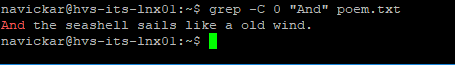 navickar@hvs-its-lnx01:~$ grep -C 0 "And" poem.txt
And the seashell sails like a old wind.
navickar@hvs-its-lnx01:~$